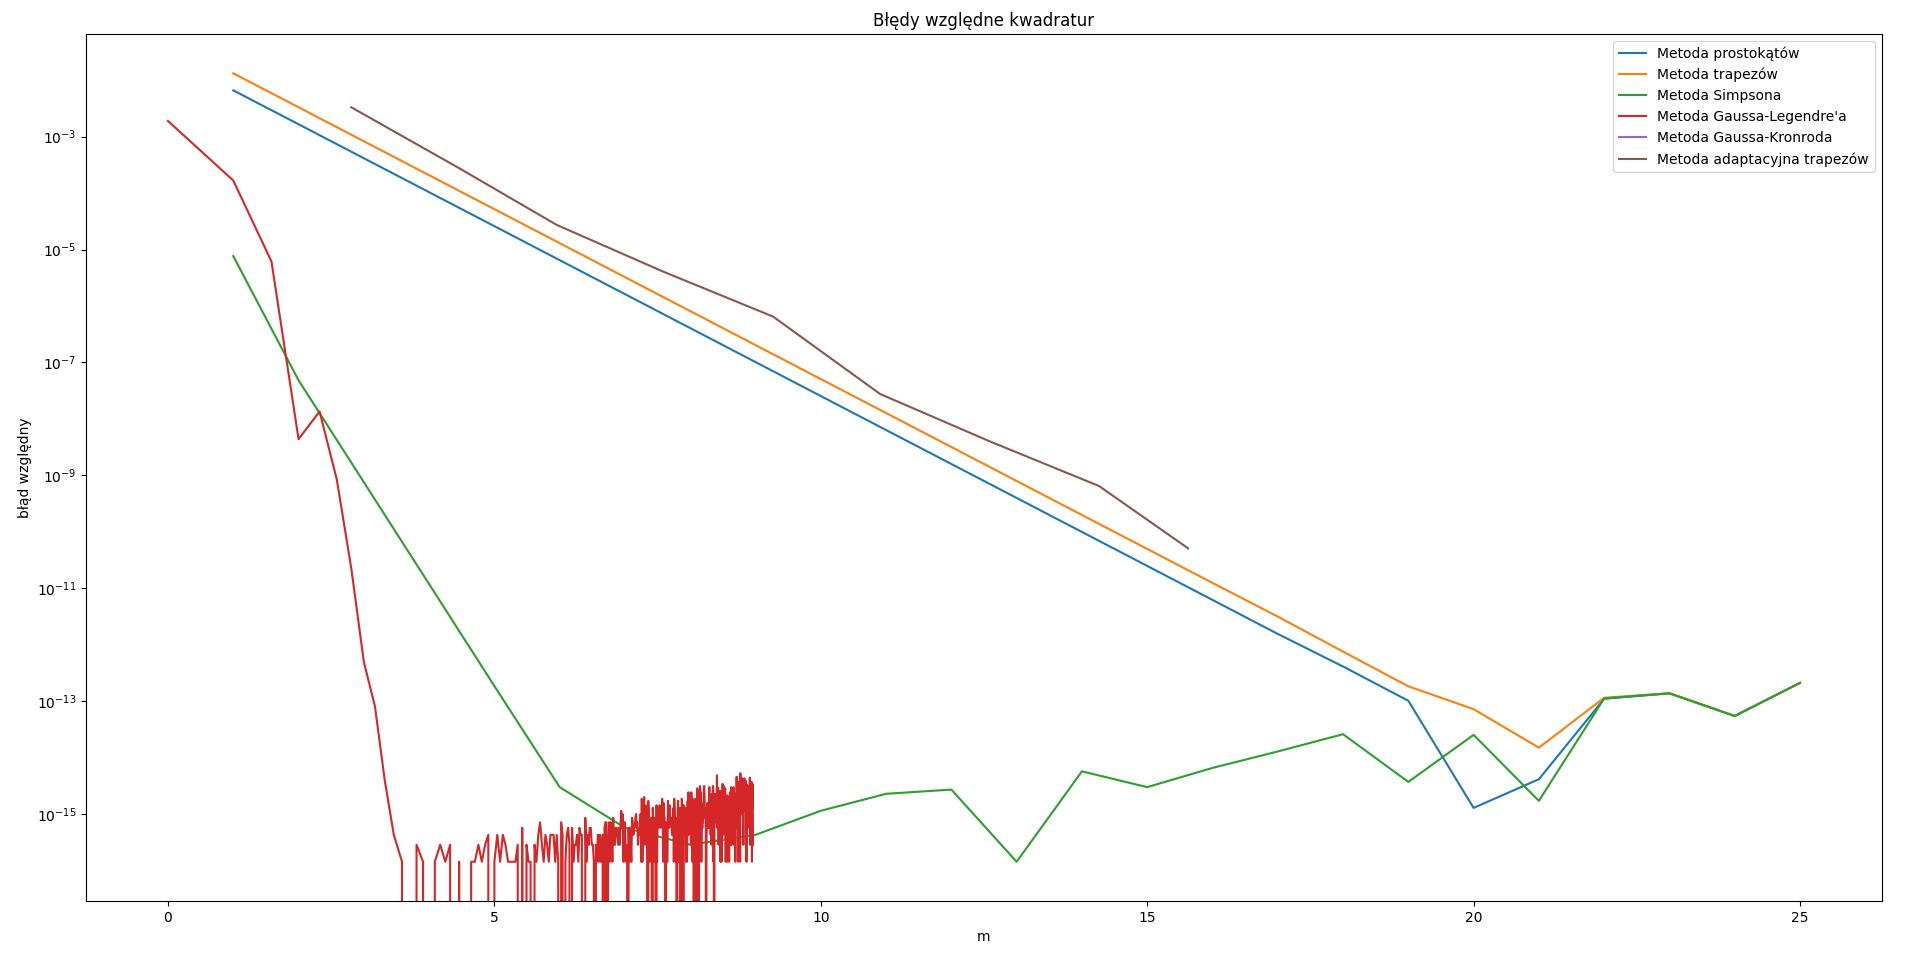 Błędy względne kwadratur
Metoda prostokątów
Metoda trapezów
Metoda Simpsona
Metoda Gaussa-Legendre'a
Metoda Gaussa-Kronroda
Metoda adaptacyjna trapezów
błąd względny
10⁻³
10⁻⁵
10⁻⁷
10⁻⁹
10⁻¹¹
10⁻¹³
10⁻¹⁵
0 5 10 15 20 25
m